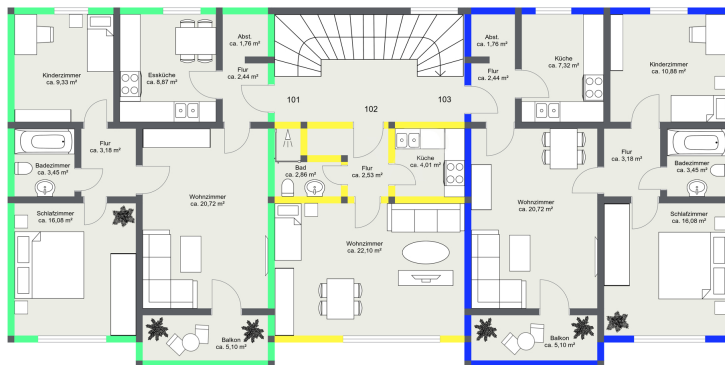 Kinderzimmer
ca. 9,33 m²
Essküche
ca. 8,87 m²
Abst.
ca. 1,76 m²
Flur
ca. 2,44 m²
101
102
103
Abst.
ca. 1,76 m²
Flur
ca. 2,44 m²
Küche
ca. 7,32 m²
Kinderzimmer
ca. 10,88 m²
Flur
ca. 3,18 m²
Badezimmer
ca. 3,45 m²
Wohnzimmer
ca. 20,72 m²
Bad
ca. 2,86 m²
Flur
ca. 2,53 m²
Küche
ca. 4,01 m²
Wohnzimmer
ca. 20,72 m²
Flur
ca. 3,18 m²
Badezimmer
ca. 3,45 m²
Schlafzimmer
ca. 16,08 m²
Wohnzimmer
ca. 22,10 m²
Schlafzimmer
ca. 16,08 m²
Balkon
ca. 5,10 m²
Balkon
ca. 5,10 m²